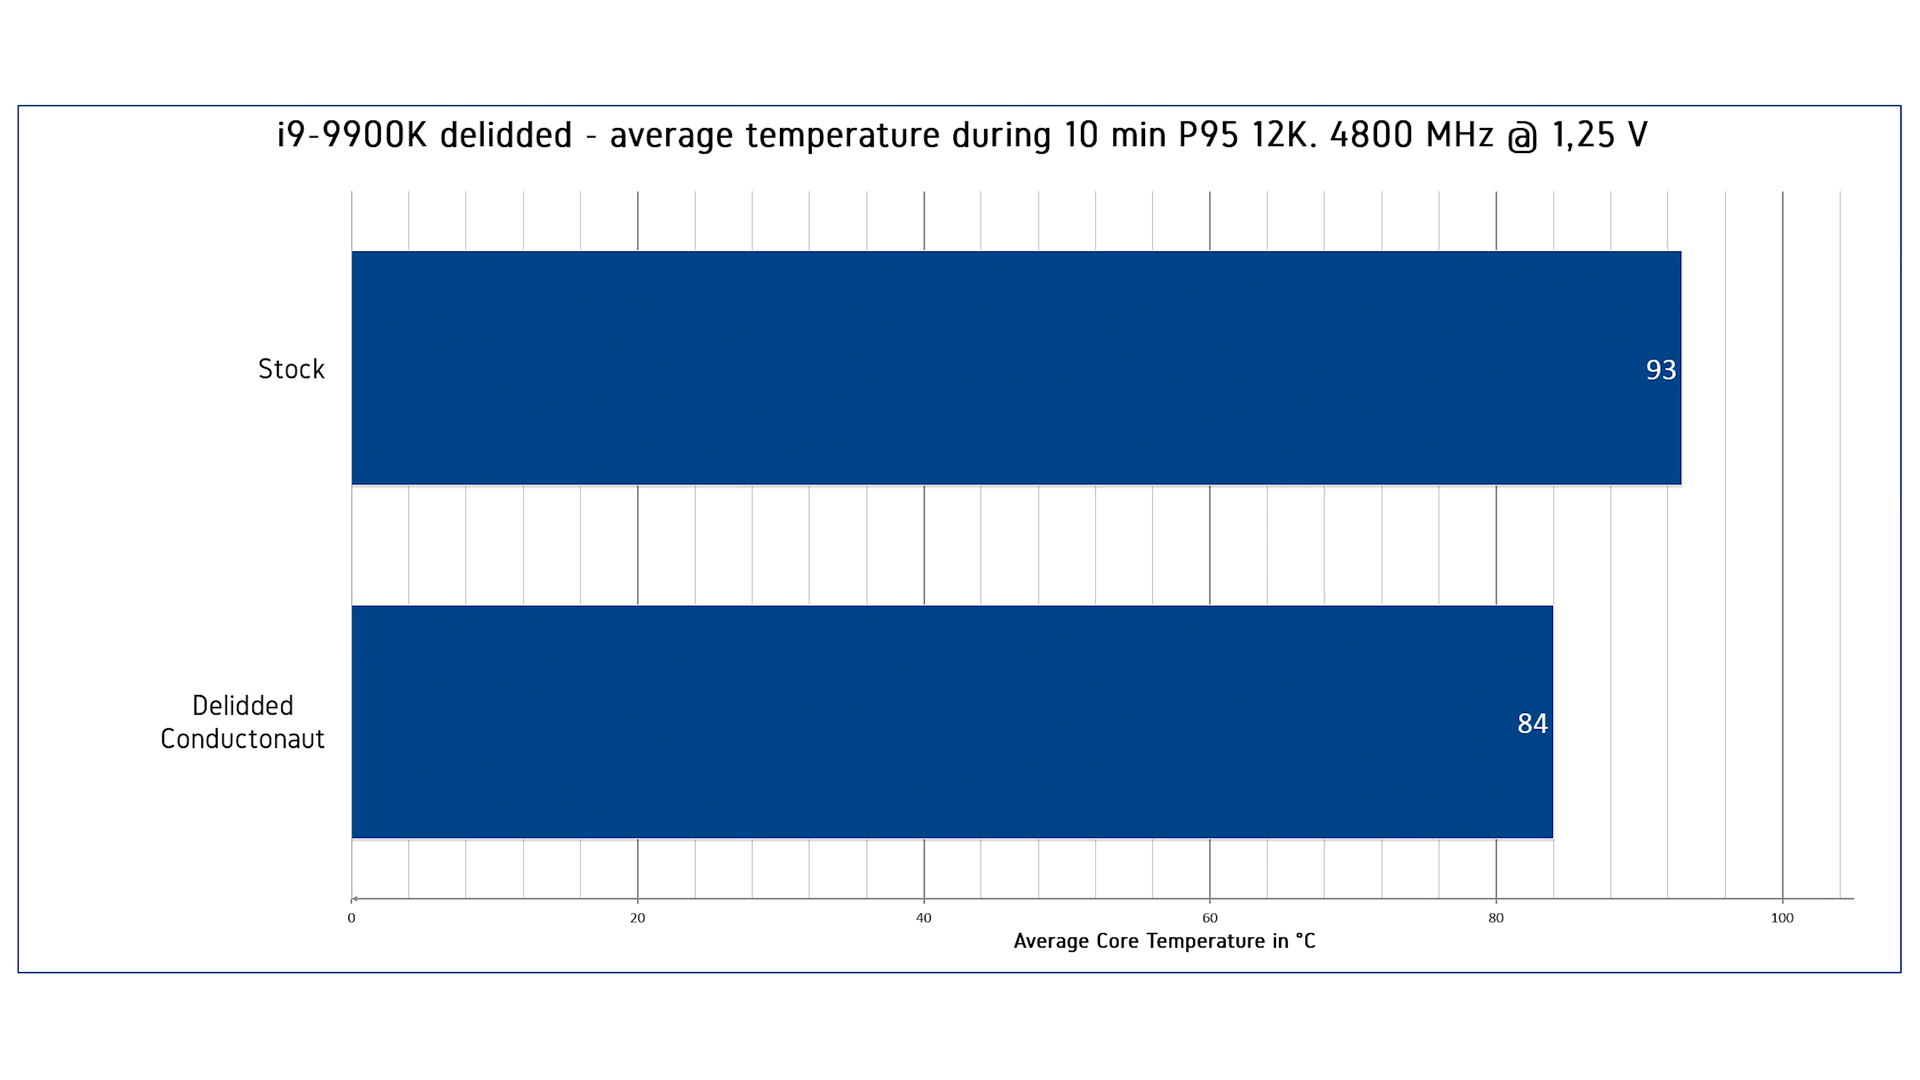 i9-9900K delidded - average temperature during 10 min P95 12K. 4800 MHz @ 1,25 V
Stock
93
Delidded
Conductonaut
84
0 20 40 60 80 100
Average Core Temperature in °C